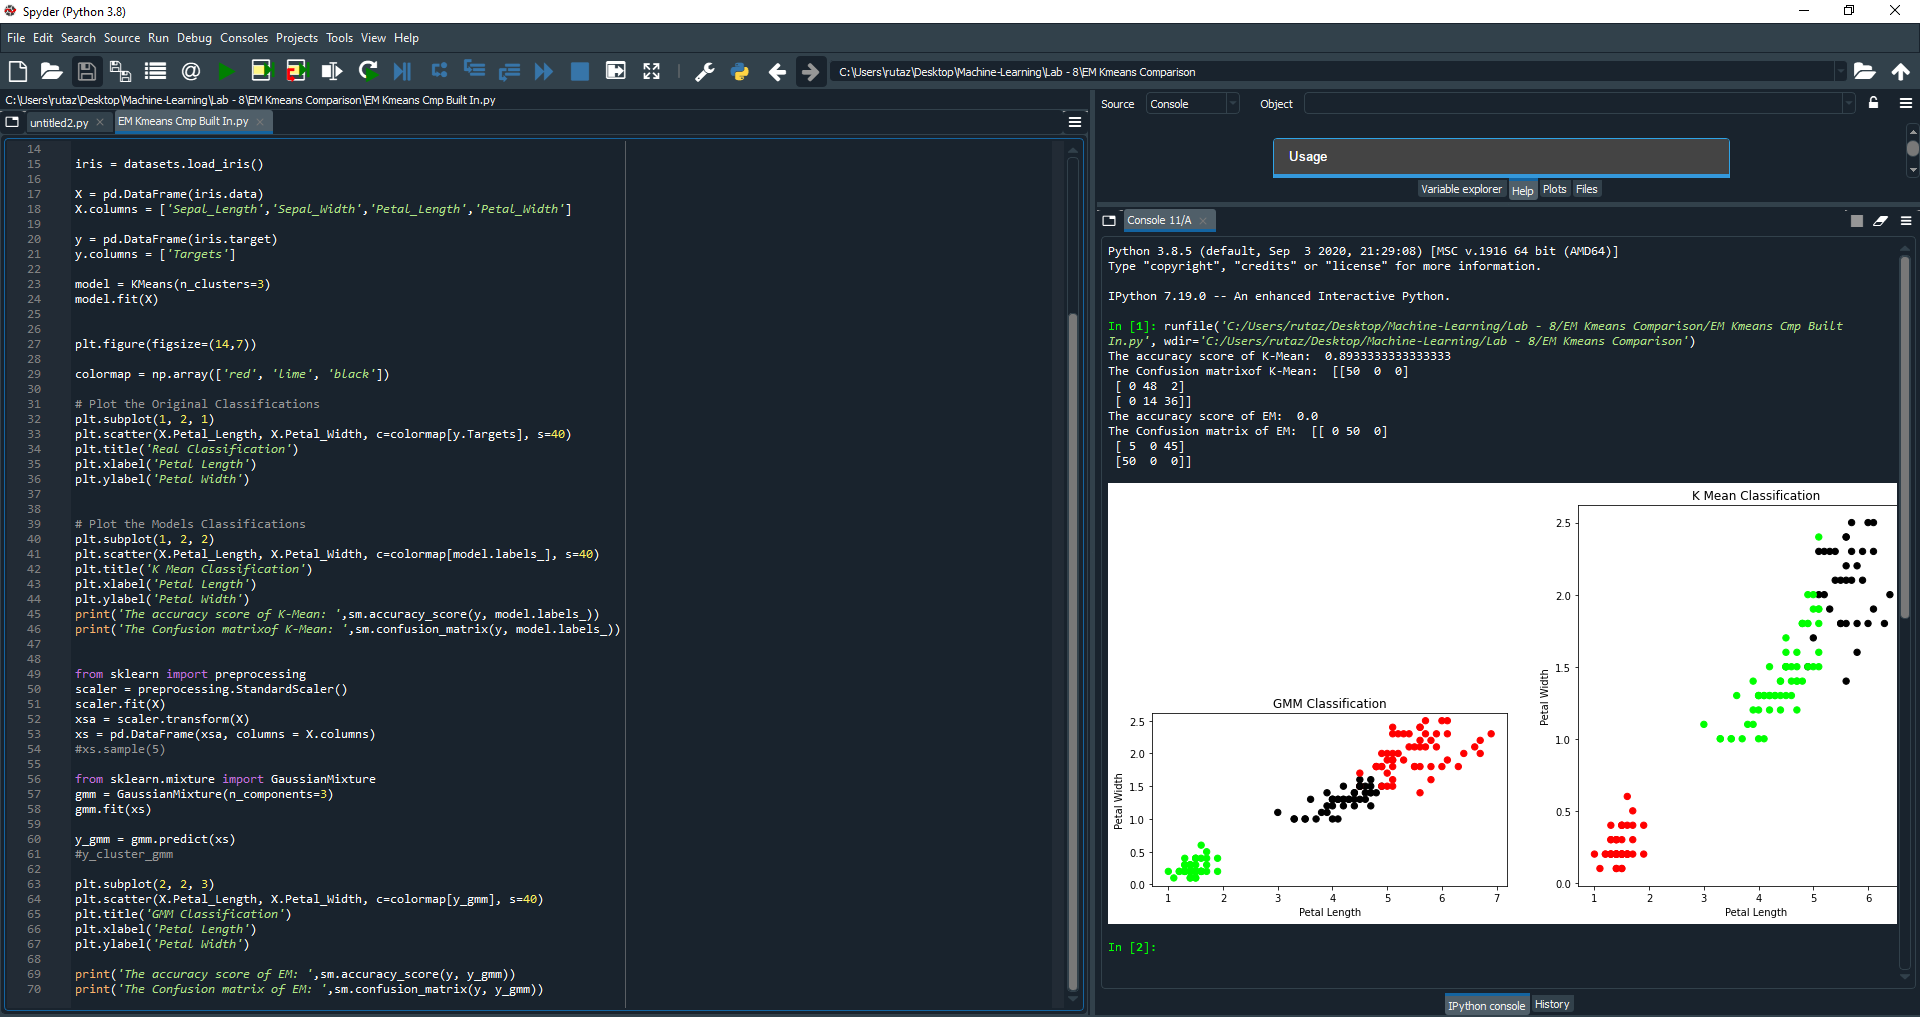 Spyder (Python 3.8)
File Edit Search Source Run Debug Consoles Projects Tools View Help
C:\Users\rutaz\Desktop\Machine-Learning\Lab - 8\EM Kmeans Comparison
C:\Users\rutaz\Desktop\Machine-Learning\Lab - 8\EM Kmeans Comparison\EM Kmeans Cmp Built In.py
untitled2.py
EM Kmeans Cmp Built In.py
14
15 iris = datasets.load_iris()
16
17 X = pd.DataFrame(iris.data)
18 X.columns = ['Sepal_Length','Sepal_Width','Petal_Length','Petal_Width']
19
20 y = pd.DataFrame(iris.target)
21 y.columns = ['Targets']
22
23 model = KMeans(n_clusters=3)
24 model.fit(X)
25
26
27 plt.figure(figsize=(14,7))
28
29 colormap = np.array(['red', 'lime', 'black'])
30
31 # Plot the Original Classifications
32 plt.subplot(1, 2, 1)
33 plt.scatter(X.Petal_Length, X.Petal_Width, c=colormap[y.Targets], s=40)
34 plt.title('Real Classification')
35 plt.xlabel('Petal Length')
36 plt.ylabel('Petal Width')
37
38
39 # Plot the Models Classifications
40 plt.subplot(1, 2, 2)
41 plt.scatter(X.Petal_Length, X.Petal_Width, c=colormap[model.labels_], s=40)
42 plt.title('K Mean Classification')
43 plt.xlabel('Petal Length')
44 plt.ylabel('Petal Width')
45 print('The accuracy score of K-Mean: ',sm.accuracy_score(y, model.labels_))
46 print('The Confusion matrixof K-Mean: ',sm.confusion_matrix(y, model.labels_))
47
48
49 from sklearn import preprocessing
50 scaler = preprocessing.StandardScaler()
51 scaler.fit(X)
52 xsa = scaler.transform(X)
53 xs = pd.DataFrame(xsa, columns = X.columns)
54 #xs.sample(5)
55
56 from sklearn.mixture import GaussianMixture
57 gmm = GaussianMixture(n_components=3)
58 gmm.fit(xs)
59
60 y_gmm = gmm.predict(xs)
61 #y_cluster_gmm
62
63 plt.subplot(2, 2, 3)
64 plt.scatter(X.Petal_Length, X.Petal_Width, c=colormap[y_gmm], s=40)
65 plt.title('GMM Classification')
66 plt.xlabel('Petal Length')
67 plt.ylabel('Petal Width')
68
69 print('The accuracy score of EM: ',sm.accuracy_score(y, y_gmm))
70 print('The Confusion matrix of EM: ',sm.confusion_matrix(y, y_gmm))
Source Console Object
Usage
Variable explorer Help Plots Files
Console 11/A
Python 3.8.5 (default, Sep  3 2020, 21:29:08) [MSC v.1916 64 bit (AMD64)]
Type "copyright", "credits" or "license" for more information.
IPython 7.19.0 -- An enhanced Interactive Python.
In [1]: runfile('C:/Users/rutaz/Desktop/Machine-Learning/Lab - 8/EM Kmeans Comparison/EM Kmeans Cmp Built
In.py', wdir='C:/Users/rutaz/Desktop/Machine-Learning/Lab - 8/EM Kmeans Comparison')
The accuracy score of K-Mean:  0.8933333333333333
The Confusion matrixof K-Mean:  [[50  0  0]
[ 0 48  2]
[ 0 14 36]]
The accuracy score of EM:  0.0
The Confusion matrix of EM:  [[ 0 50  0]
[ 5  0 45]
[50  0  0]]
GMM Classification
2.5
2.0
1.5
1.0
0.5
0.0
Petal Width
1 2 3 4 5 6 7
Petal Length
K Mean Classification
2.5
2.0
1.5
1.0
0.5
0.0
Petal Width
1 2 3 4 5 6
Petal Length
In [2]:
IPython console History